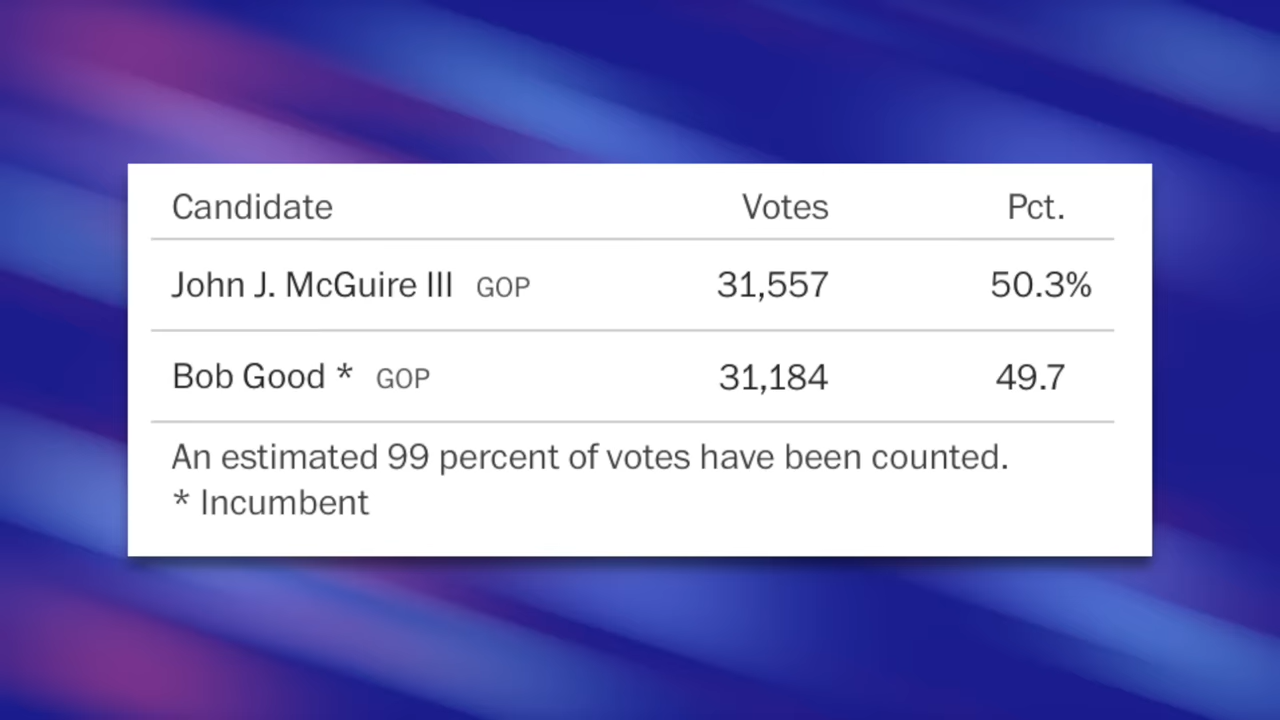 Candidate Votes Pct.
John J. McGuire III GOP 31,557 50.3%
Bob Good * GOP 31,184 49.7
An estimated 99 percent of votes have been counted.
* Incumbent